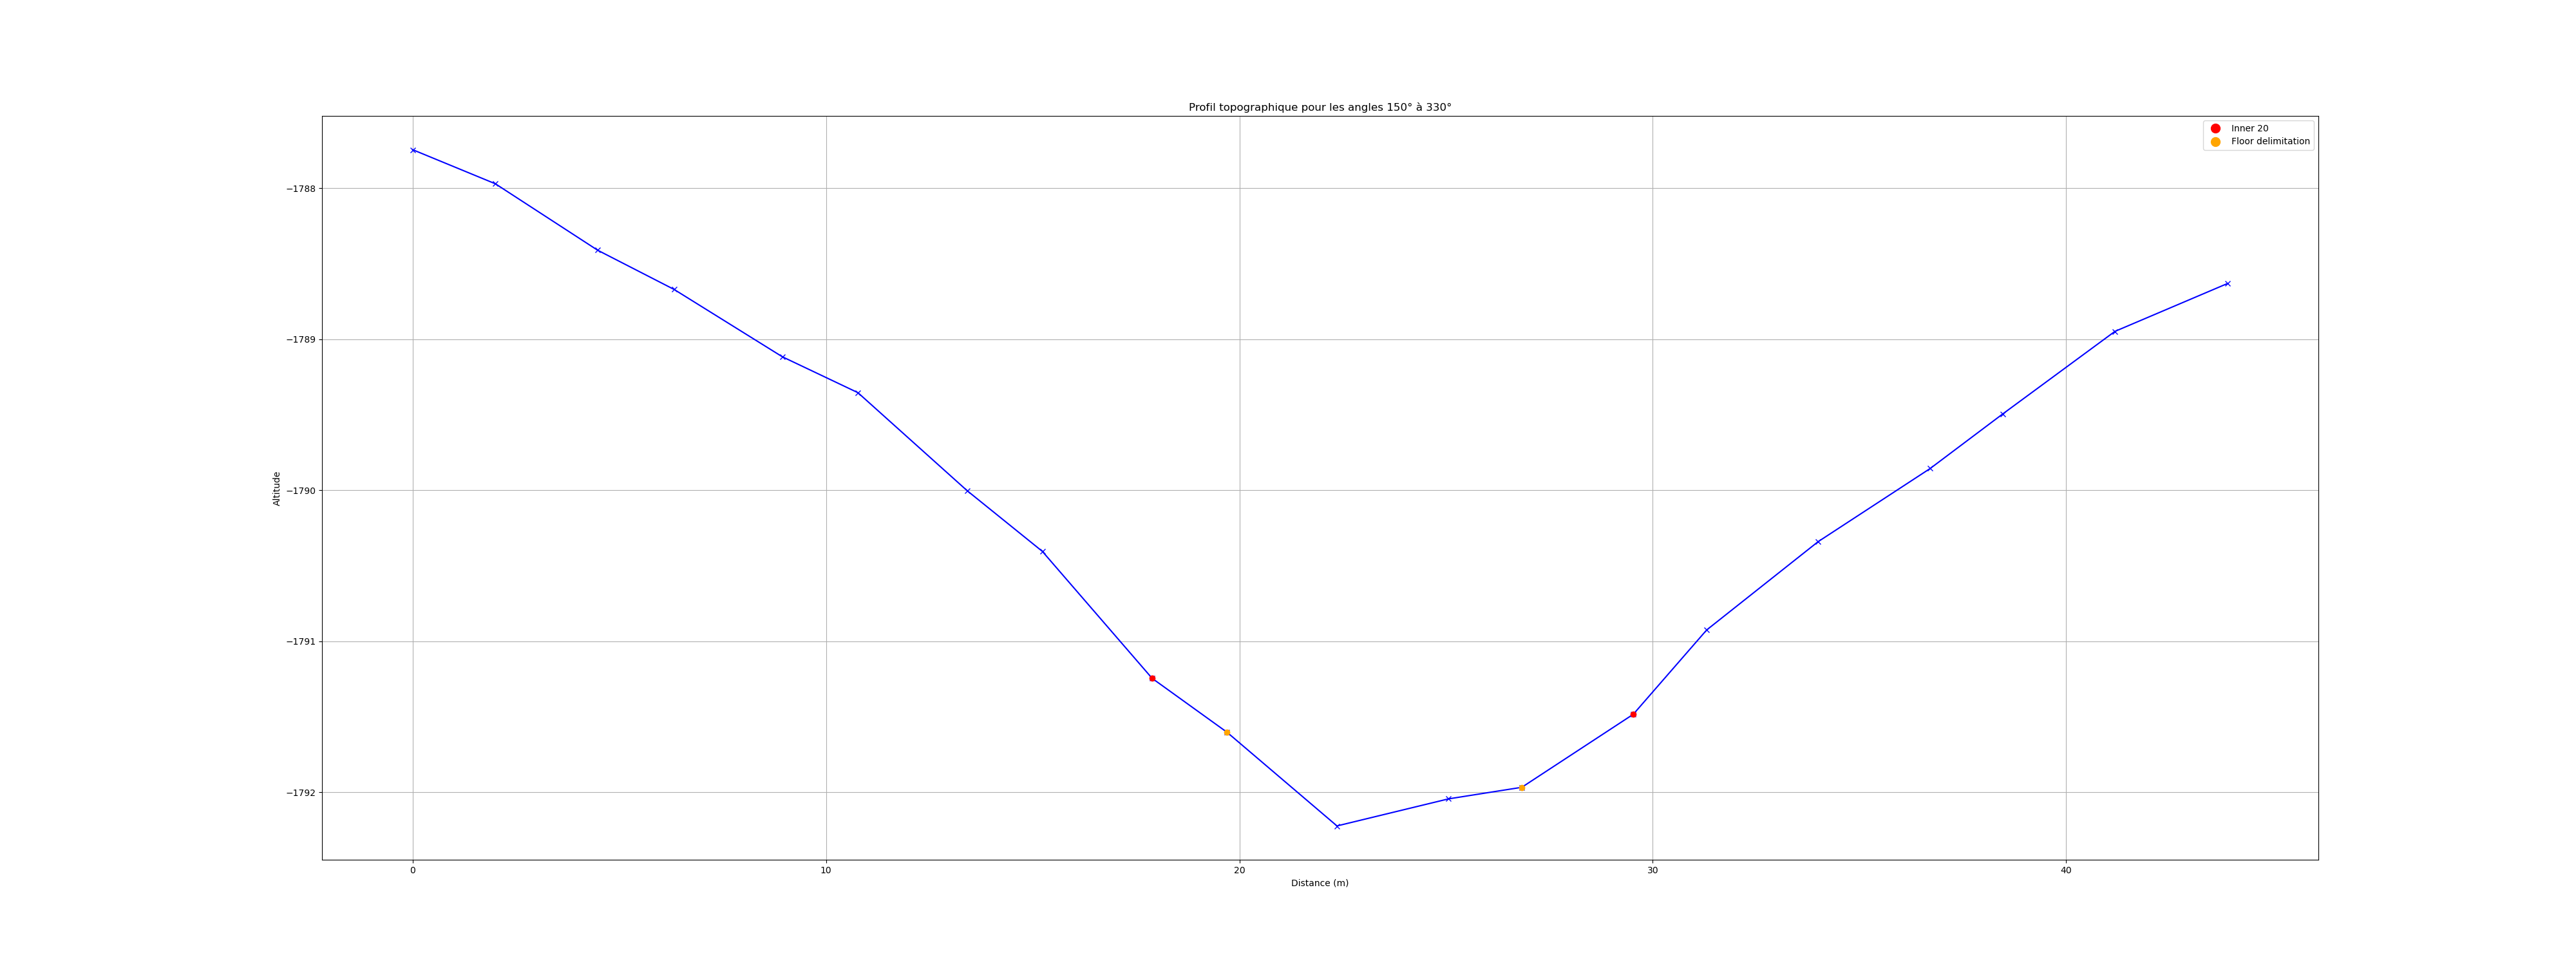 Profil topographique pour les angles 150° à 330°
Inner 20
Floor delimitation
−1788
−1789
−1790
−1791
−1792
Altitude
0
10
20
30
40
Distance (m)